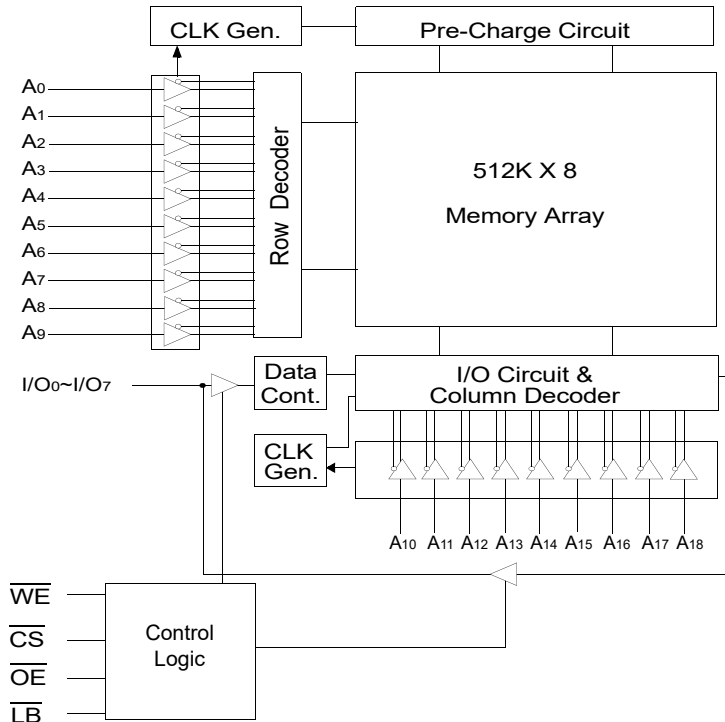 CLK Gen.
Pre-Charge Circuit
A0
A1
A2
A3
A4
A5
A6
A7
A8
A9
Row Decoder
512K X 8
Memory Array
I/O0~I/O7
Data
Cont.
I/O Circuit &
Column Decoder
CLK
Gen.
A10 A11 A12 A13 A14 A15 A16 A17 A18
WE
CS
OE
LB
Control
Logic